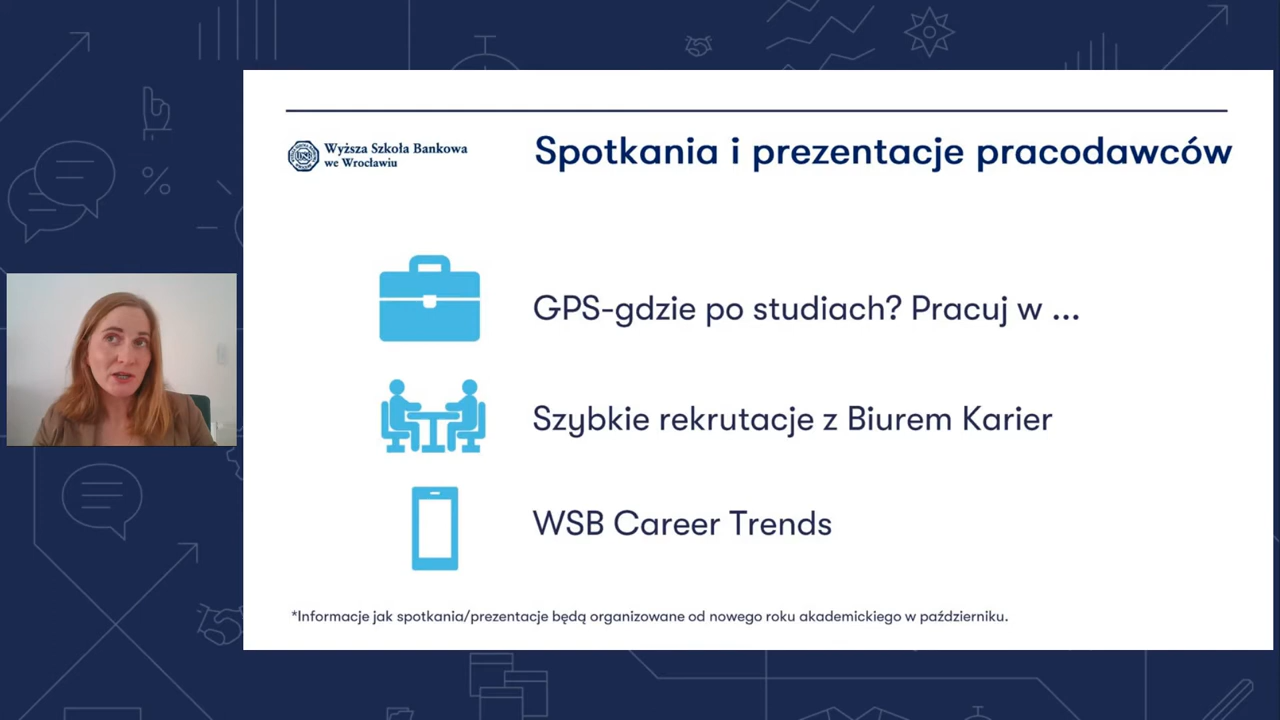 Wyższa Szkoła Bankowa
we Wrocławiu
Spotkania i prezentacje pracodawców
GPS-gdzie po studiach? Pracuj w ...
Szybkie rekrutacje z Biurem Karier
WSB Career Trends
*Informacje jak spotkania/prezentacje będą organizowane od nowego roku akademickiego w październiku.